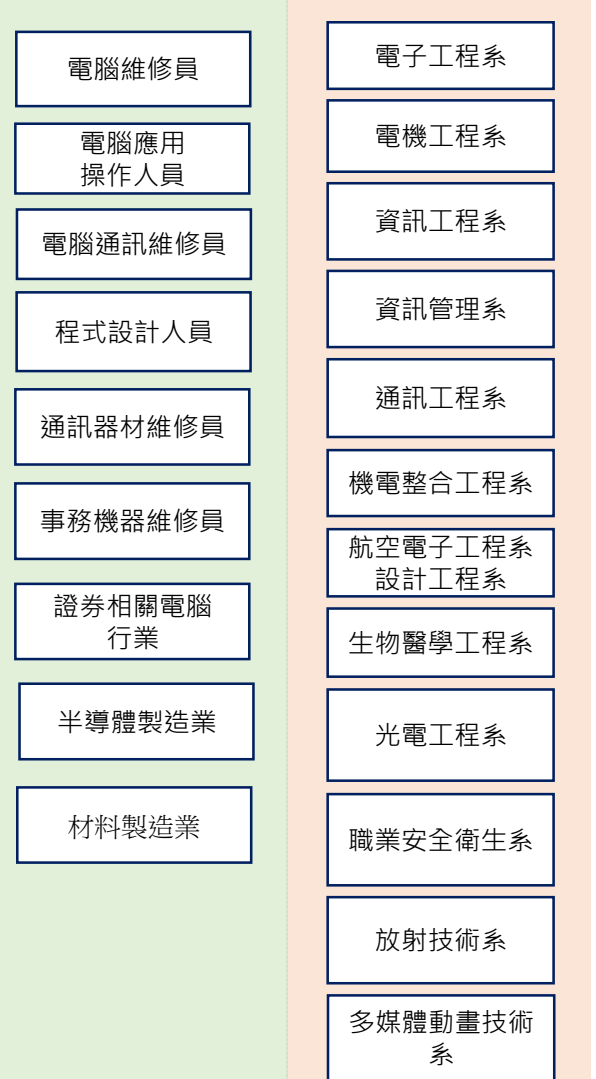 電腦維修員
電腦應用
操作人員
電腦通訊維修員
程式設計人員
通訊器材維修員
事務機器維修員
證券相關電腦
行業
半導體製造業
材料製造業
電子工程系
電機工程系
資訊工程系
資訊管理系
通訊工程系
機電整合工程系
航空電子工程系
設計工程系
生物醫學工程系
光電工程系
職業安全衛生系
放射技術系
多媒體動畫技術
系